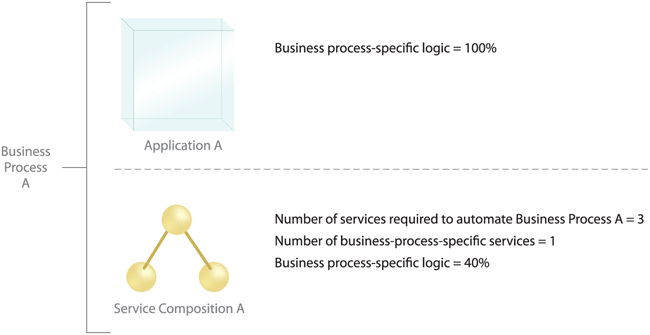 Business process-specific logic = 100%
Application A
Business
Process
A
Number of services required to automate Business Process A = 3
Number of business-process-specific services = 1
Business process-specific logic = 40%
Service Composition A